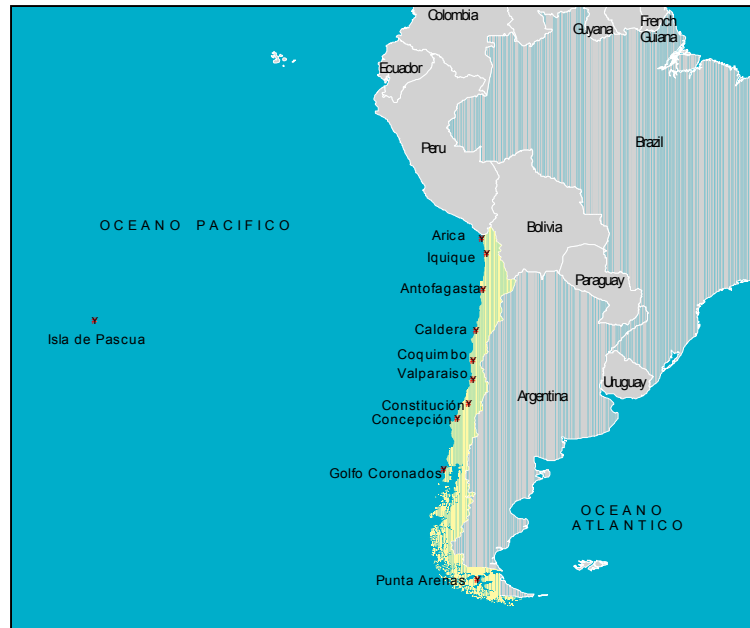 Colombia
Guyana
French
Guiana
Ecuador
Peru
Brazil
OCEANO PACIFICO
Arica
Bolivia
Iquique
Antofagasta
Paraguay
Isla de Pascua
Caldera
Coquimbo
Valparaiso
Uruguay
Argentina
Constitución
Concepción
Golfo Coronados
OCEANO
ATLANTICO
Punta Arenas